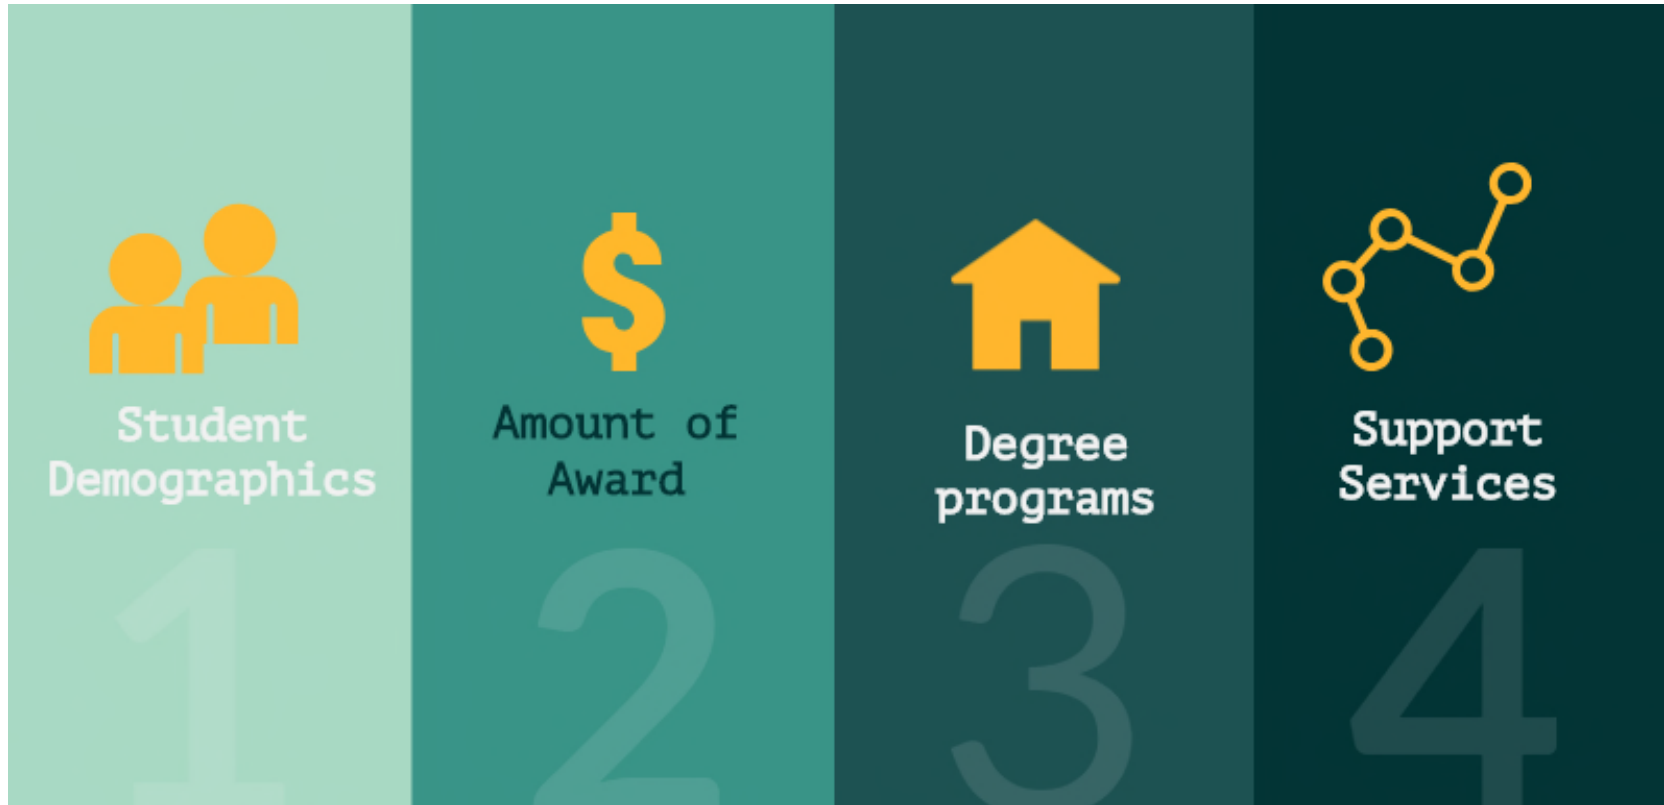 Student
Demographics
1
$
Amount of
Award
2
Degree
programs
3
Support
Services
4